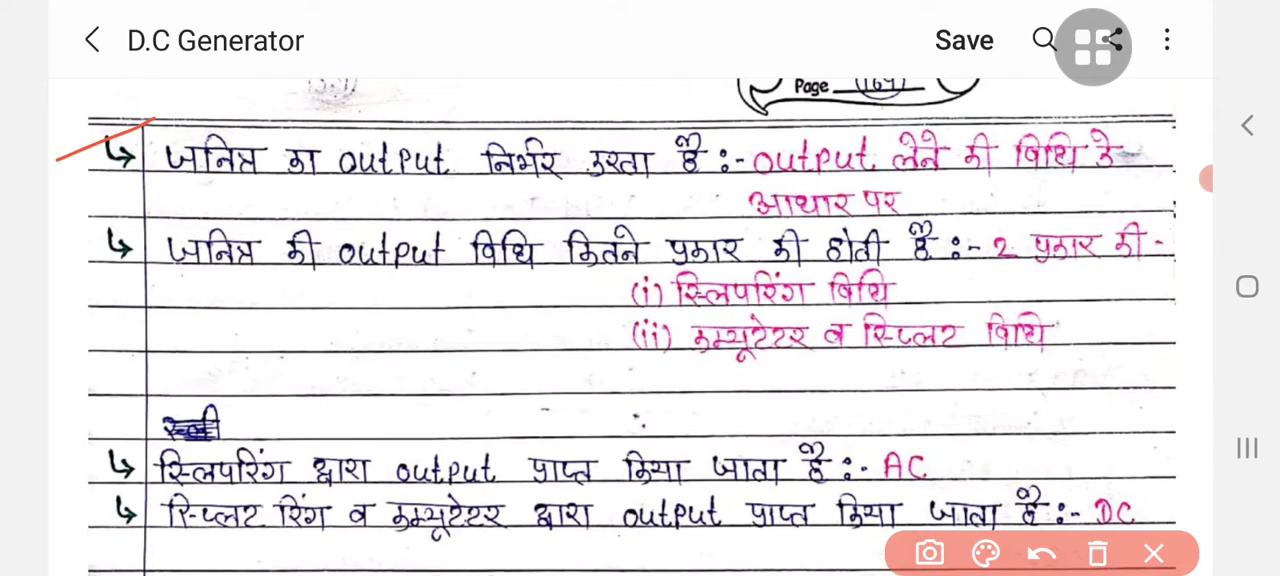 D.C Generator Save
Page 164
जनित्र का output निर्भर करता है :- output लेने की विधि के
आधार पर
जनित्र की output विधि कितने प्रकार की होती है :- 2 प्रकार की -
(i) स्लिपरिंग विधि
(ii) कम्यूटेटर व स्प्लिट विधि
स्लिपरिंग द्वारा output प्राप्त किया जाता है :- AC
स्प्लिट रिंग व कम्यूटेटर द्वारा output प्राप्त किया जाता है :- DC